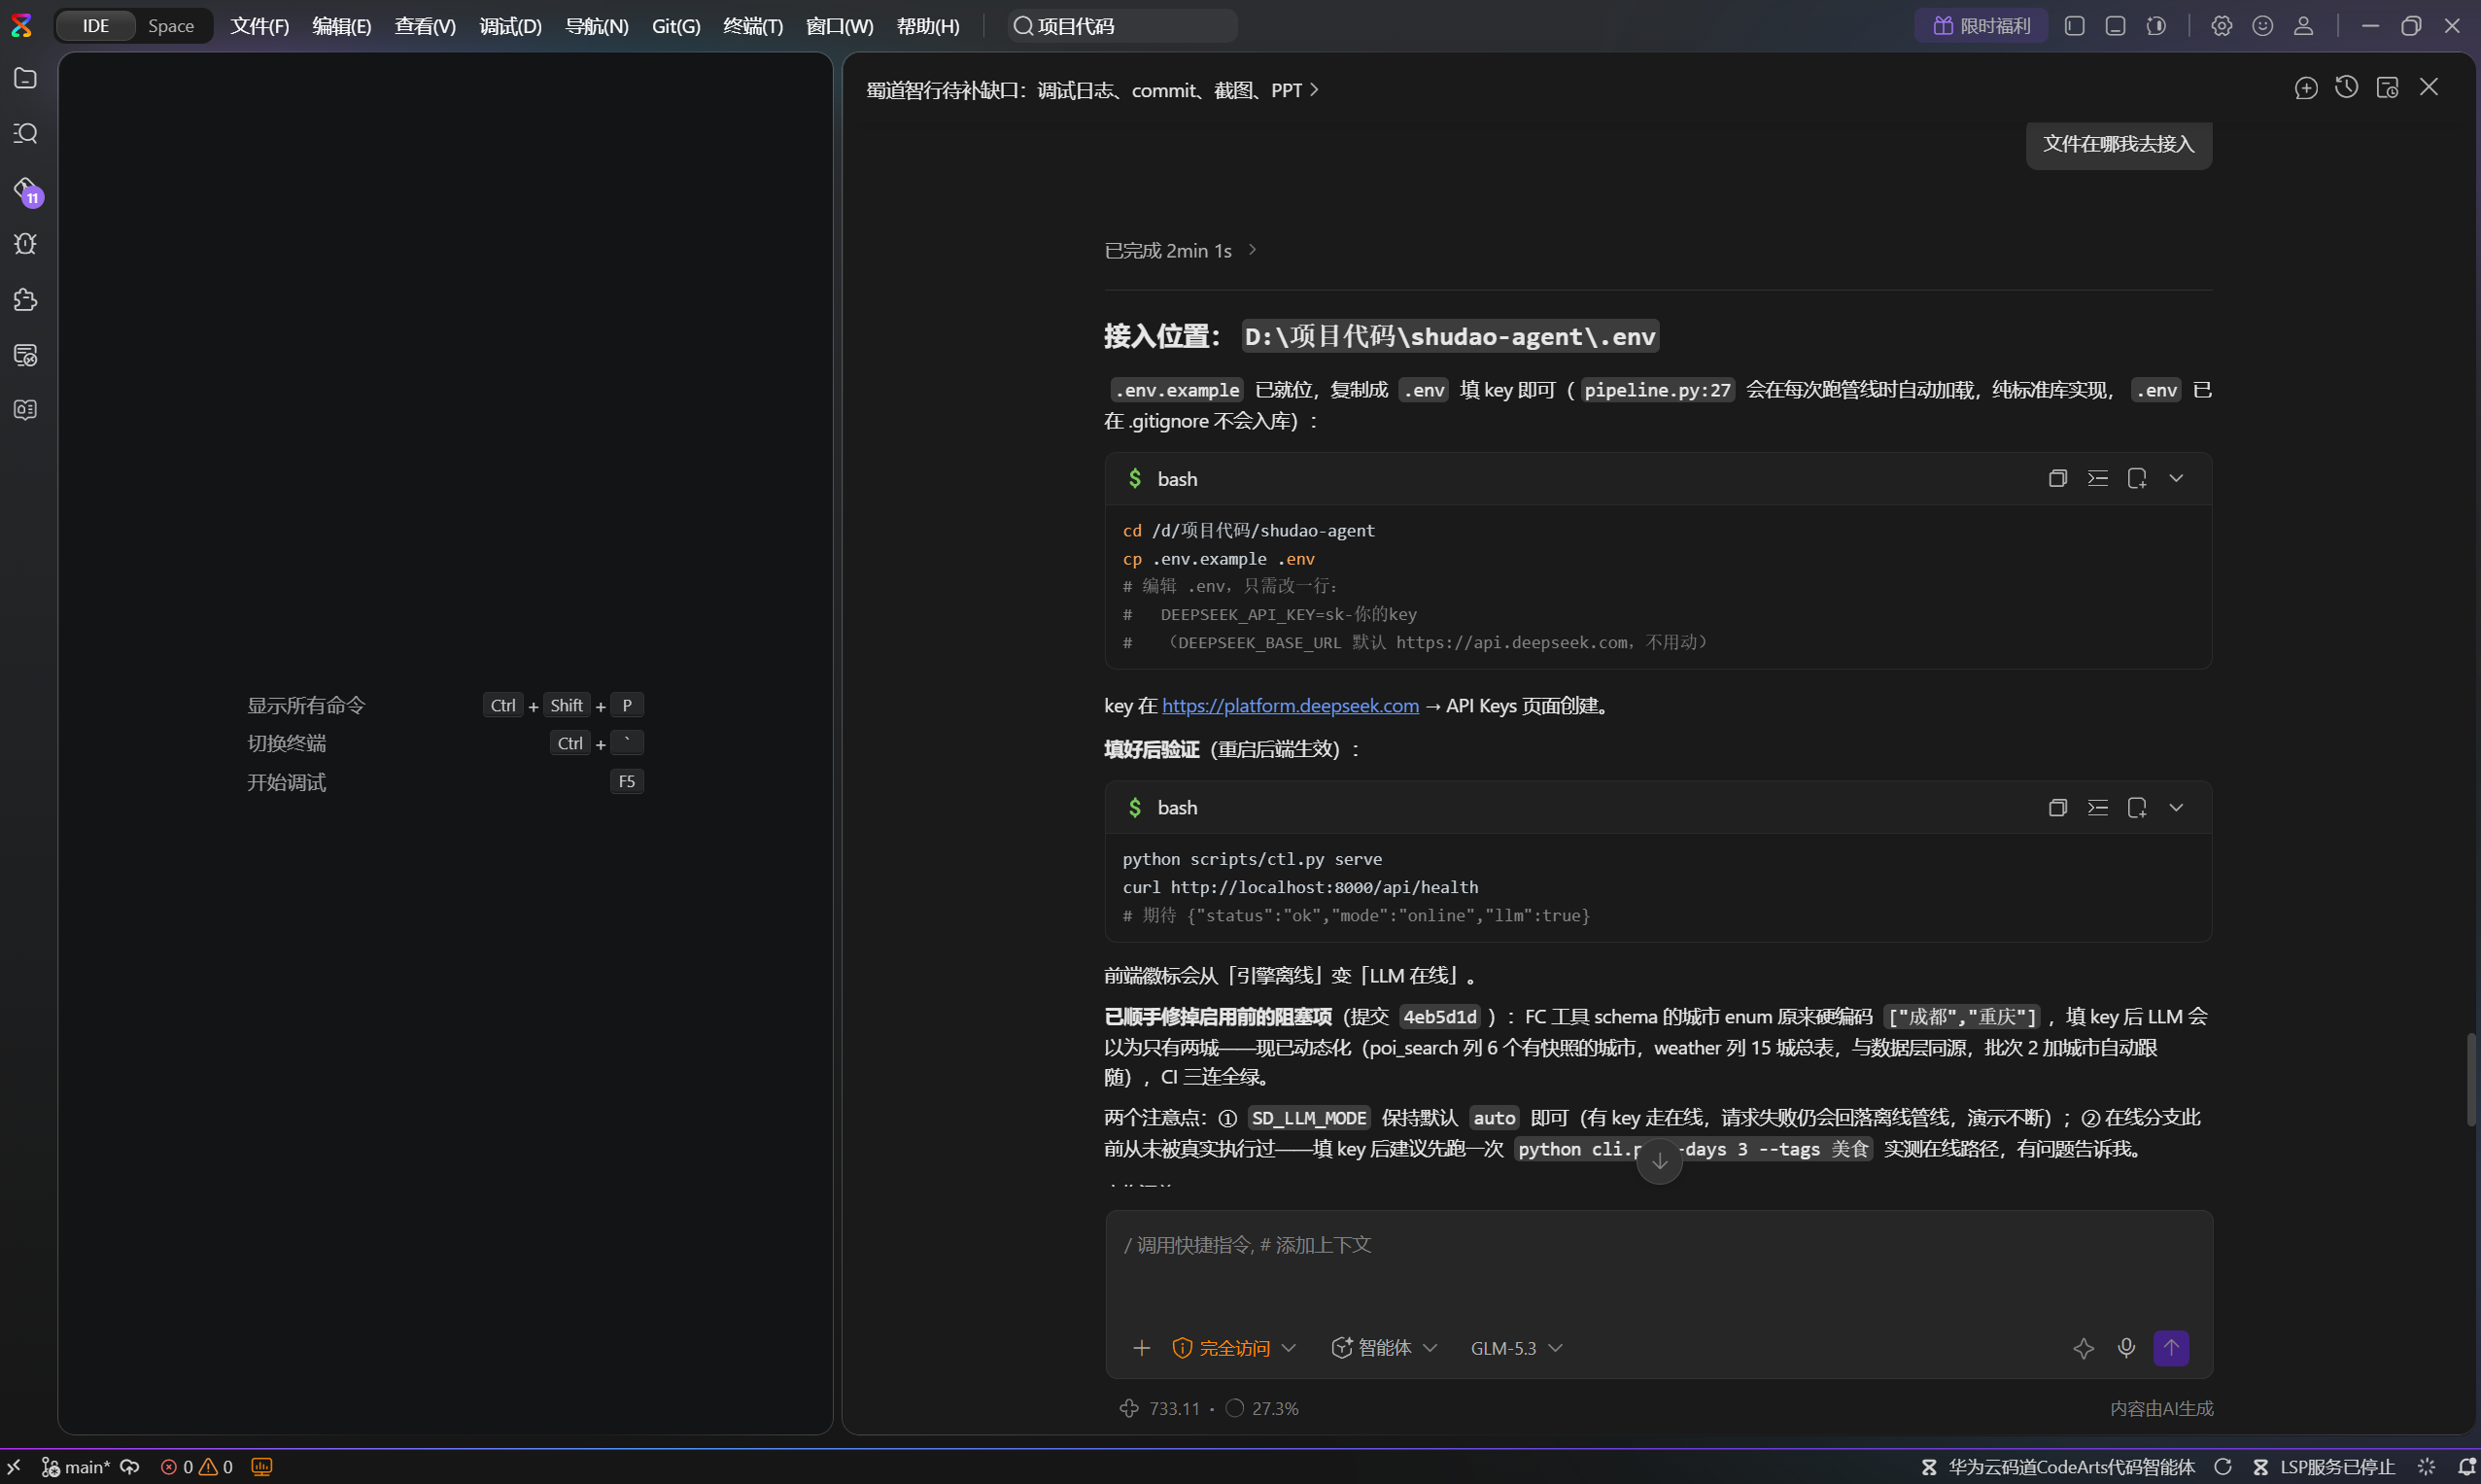 IDE Space 文件(F) 编辑(E) 查看(V) 调试(D) 导航(N) Git(G) 终端(T) 窗口(W) 帮助(H) 项目代码 限时福利
11
显示所有命令 Ctrl + Shift + P
切换终端 Ctrl + `
开始调试 F5
蜀道智行待补缺口：调试日志、commit、截图、PPT
文件在哪我去接入
已完成 2min 1s
接入位置： D:\项目代码\shudao-agent\.env
.env.example 已就位，复制成 .env 填 key 即可（ pipeline.py:27 会在每次跑管线时自动加载，纯标准库实现， .env 已
在 .gitignore 不会入库）：
$ bash
cd /d/项目代码/shudao-agent
cp .env.example .env
# 编辑 .env，只需改一行：
#   DEEPSEEK_API_KEY=sk-你的key
#   （DEEPSEEK_BASE_URL 默认 https://api.deepseek.com，不用动）
key 在 https://platform.deepseek.com → API Keys 页面创建。
填好后验证（重启后端生效）：
$ bash
python scripts/ctl.py serve
curl http://localhost:8000/api/health
# 期待 {"status":"ok","mode":"online","llm":true}
前端徽标会从「引擎离线」变「LLM 在线」。
已顺手修掉启用前的阻塞项（提交 4eb5d1d ）：FC 工具 schema 的城市 enum 原来硬编码 ["成都","重庆"] ，填 key 后 LLM 会
以为只有两城——现已动态化（poi_search 列 6 个有快照的城市，weather 列 15 城总表，与数据层同源，批次 2 加城市自动跟
随），CI 三连全绿。
两个注意点：① SD_LLM_MODE 保持默认 auto 即可（有 key 走在线，请求失败仍会回落离线管线，演示不断）；② 在线分支此
前从未被真实执行过——填 key 后建议先跑一次 python cli.p -days 3 --tags 美食 实测在线路径，有问题告诉我。
/ 调用快捷指令, # 添加上下文
完全访问 智能体 GLM-5.3
733.11 · 27.3% 内容由AI生成
main* 0 0 华为云码道CodeArts代码智能体 LSP服务已停止